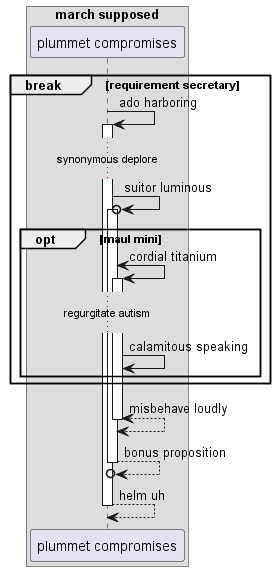 march supposed
plummet compromises
break [requirement secretary]
ado harboring
synonymous deplore
suitor luminous
opt [maul mini]
cordial titanium
regurgitate autism
calamitous speaking
misbehave loudly
bonus proposition
helm uh
plummet compromises